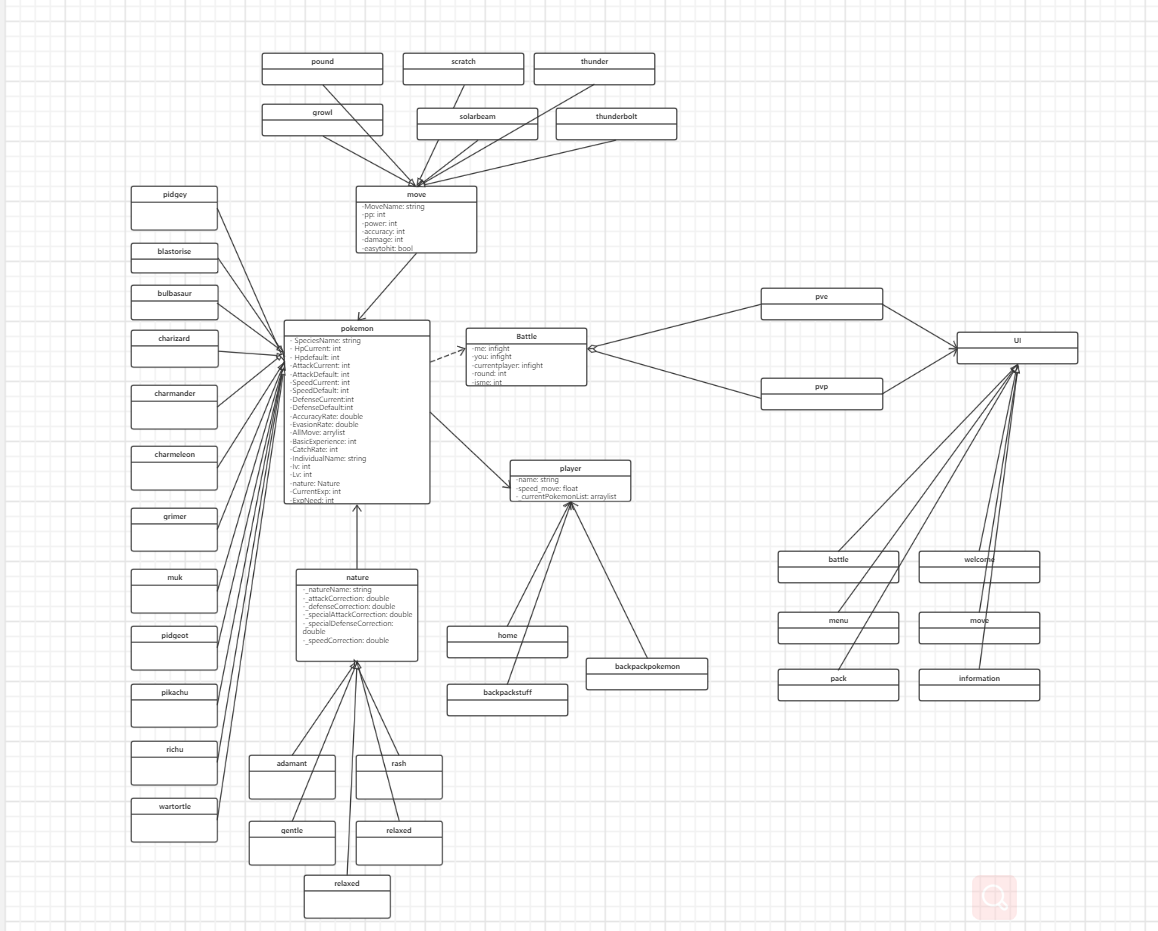 pound
scratch
thunder
growl
solarbeam
thunderbolt
move
-MoveName: string
-pp: int
-power: int
-accuracy: int
-damage: int
-easytohit: bool
pidgey
blastorise
bulbasaur
charizard
charmander
charmeleon
grimer
muk
pidgeot
pikachu
richu
wartortle
pokemon
- SpeciesName: string
- HpCurrent: int
- Hpdefault: int
-AttackCurrent: int
-AttackDefault: int
-SpeedCurrent: int
-SpeedDefault: int
-DefenseCurrent:int
-DefenseDefault:int
-AccuracyRate: double
-EvasionRate: double
-AllMove: arrylist
-BasicExperience: int
-CatchRate: int
-IndividualName: string
-Iv: int
-Lv: int
-nature: Nature
-CurrentExp: int
-ExpNeed: int
Battle
-me: infight
-you: infight
-currentplayer: infight
-round: int
-isme: int
pve
pvp
UI
player
-name: string
-speed_move: float
-_currentPokemonList: arraylist
nature
-_natureName: string
-_attackCorrection: double
-_defenseCorrection: double
-_specialAttackCorrection: double
-_specialDefenseCorrection:
double
-_speedCorrection: double
home
backpackpokemon
backpackstuff
battle
welcome
menu
move
pack
information
adamant
rash
gentle
relaxed
relaxed